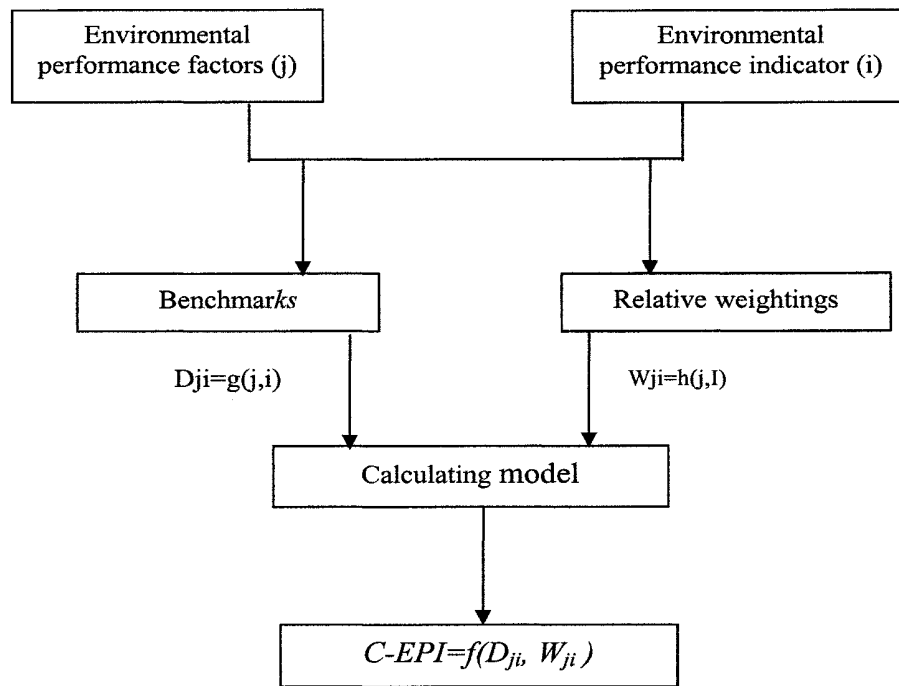 Environmental
performance factors (j)
Environmental
performance indicator (i)
Benchmarks
Relative weightings
Dji=g(j,i)
Wji=h(j,I)
Calculating model
C-EPI=f(Dji, Wji )